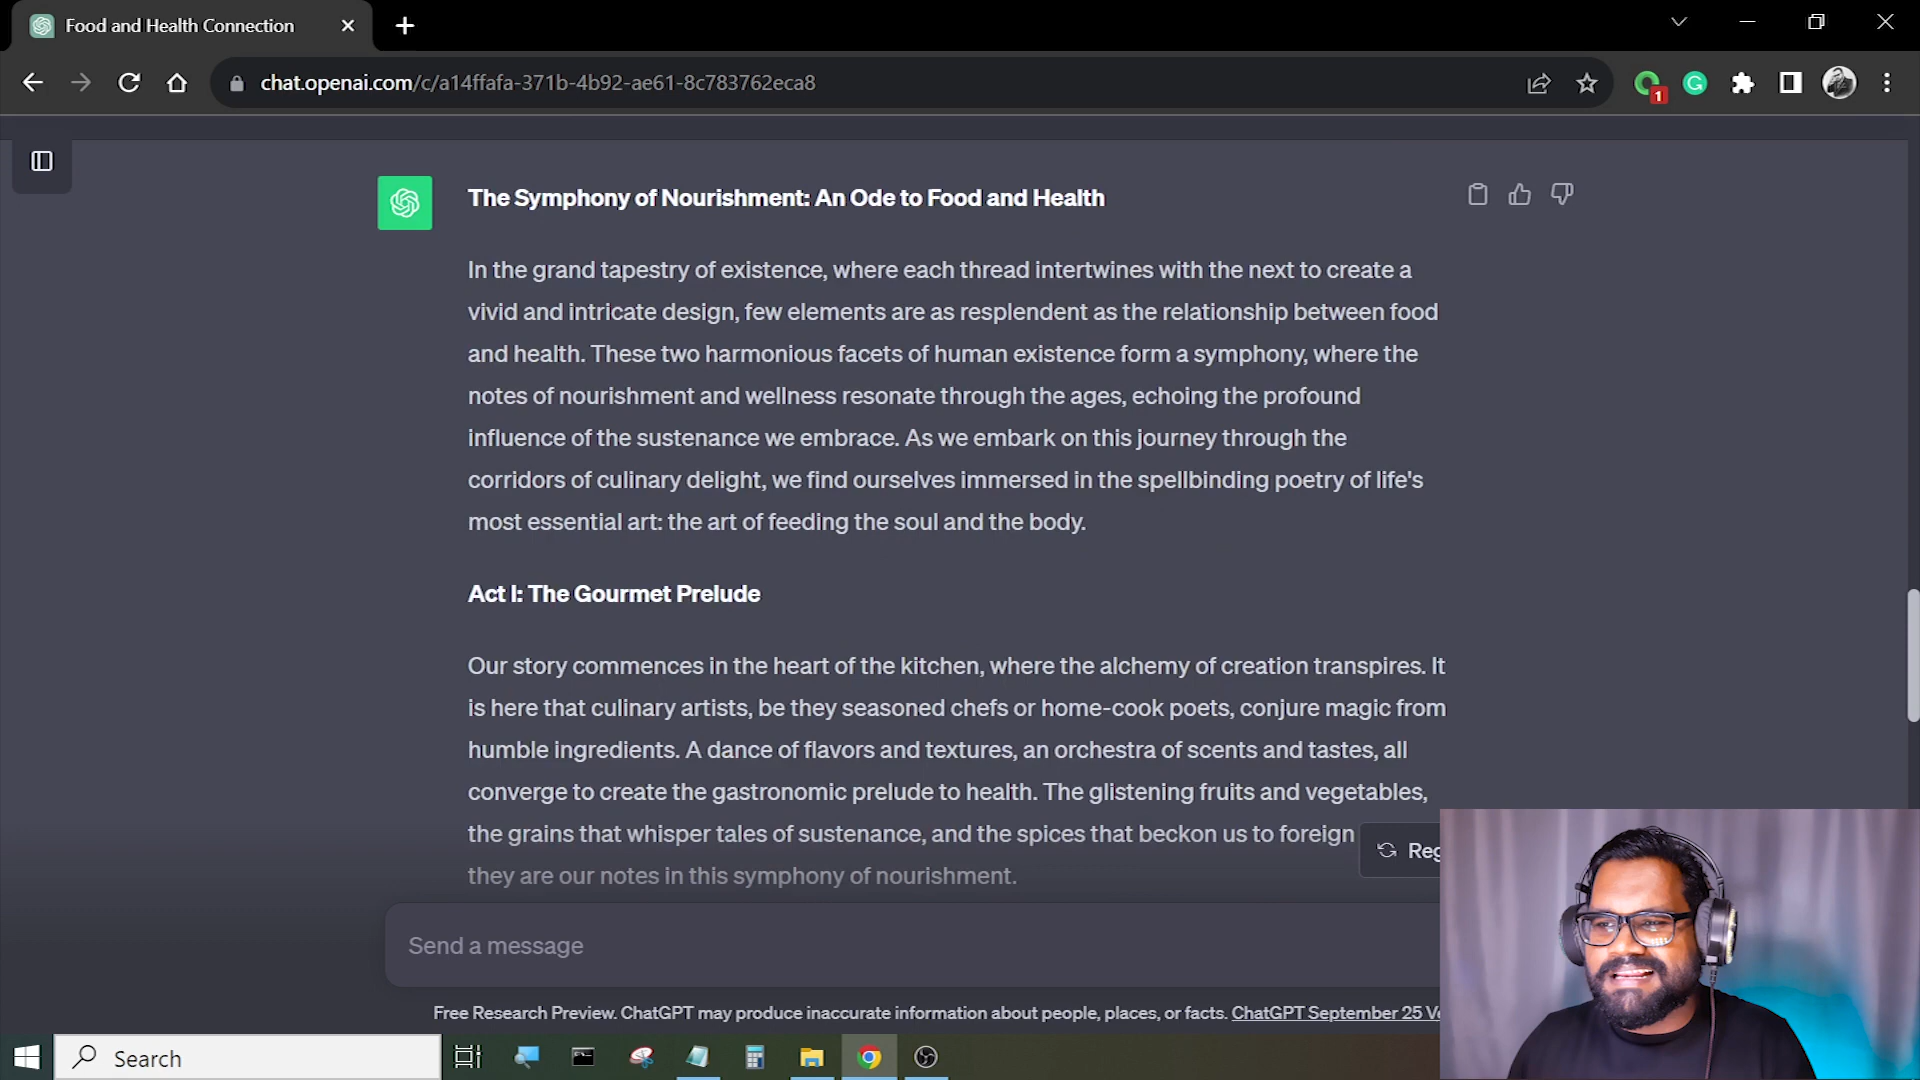 Food and Health Connection
chat.openai.com/c/a14ffafa-371b-4b92-ae61-8c783762eca8
1
The Symphony of Nourishment: An Ode to Food and Health
In the grand tapestry of existence, where each thread intertwines with the next to create a
vivid and intricate design, few elements are as resplendent as the relationship between food
and health. These two harmonious facets of human existence form a symphony, where the
notes of nourishment and wellness resonate through the ages, echoing the profound
influence of the sustenance we embrace. As we embark on this journey through the
corridors of culinary delight, we find ourselves immersed in the spellbinding poetry of life's
most essential art: the art of feeding the soul and the body.
Act I: The Gourmet Prelude
Our story commences in the heart of the kitchen, where the alchemy of creation transpires. It
is here that culinary artists, be they seasoned chefs or home-cook poets, conjure magic from
humble ingredients. A dance of flavors and textures, an orchestra of scents and tastes, all
converge to create the gastronomic prelude to health. The glistening fruits and vegetables,
the grains that whisper tales of sustenance, and the spices that beckon us to foreign
they are our notes in this symphony of nourishment.
Reg
Send a message
Free Research Preview. ChatGPT may produce inaccurate information about people, places, or facts. ChatGPT September 25 Ve
Search